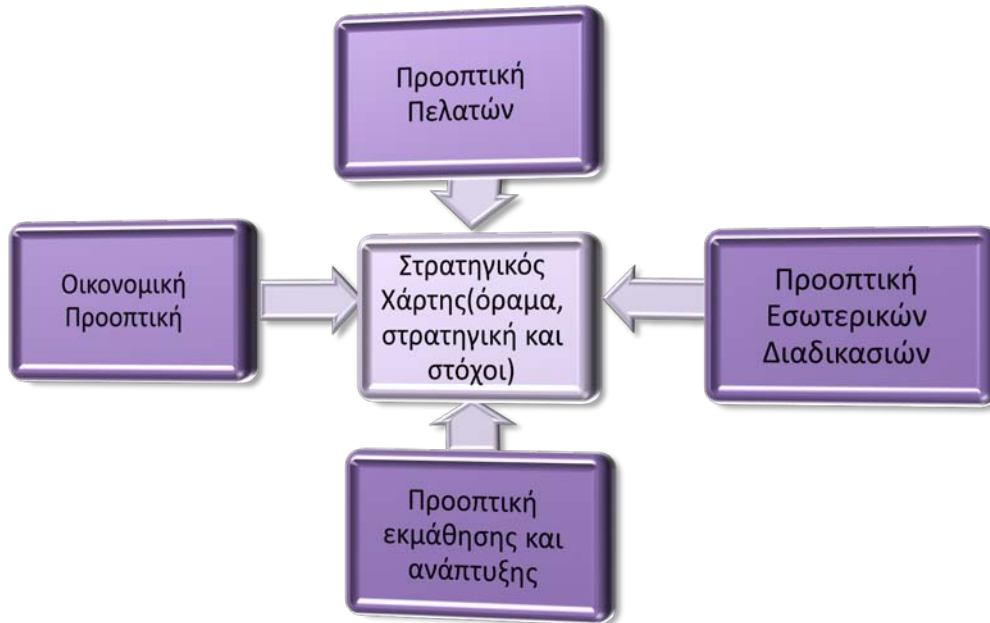 Προοπτική
Πελατών
Οικονομική
Προοπτική
Στρατηγικός
Χάρτης(όραμα,
στρατηγική και
στόχοι)
Προοπτική
Εσωτερικών
Διαδικασιών
Προοπτική
εκμάθησης και
ανάπτυξης